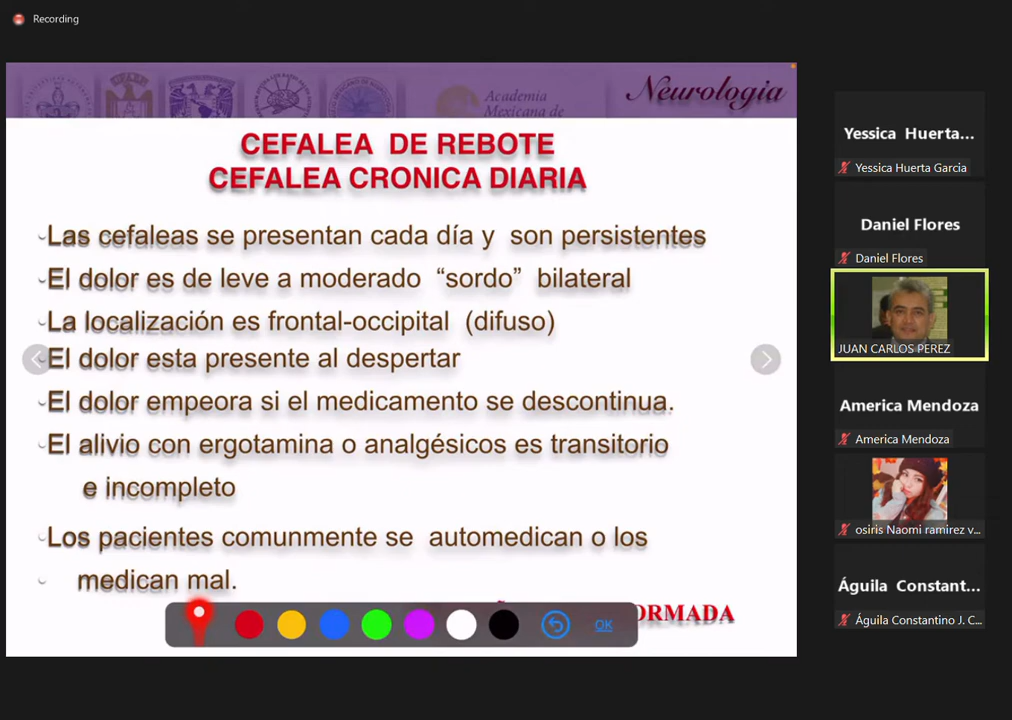 Recording
Academia
Mexicana de
Neurologia
CEFALEA DE REBOTE
CEFALEA CRONICA DIARIA
Las cefaleas se presentan cada día y son persistentes
El dolor es de leve a moderado “sordo” bilateral
La localización es frontal-occipital (difuso)
El dolor esta presente al despertar
El dolor empeora si el medicamento se descontinua.
El alivio con ergotamina o analgésicos es transitorio
e incompleto
Los pacientes comunmente se automedican o los
medican mal.
ORMADA
OK
Yessica Huerta...
Yessica Huerta Garcia
Daniel Flores
Daniel Flores
JUAN CARLOS PEREZ
America Mendoza
America Mendoza
osiris Naomi ramirez v...
Águila Constant...
Águila Constantino J. C...